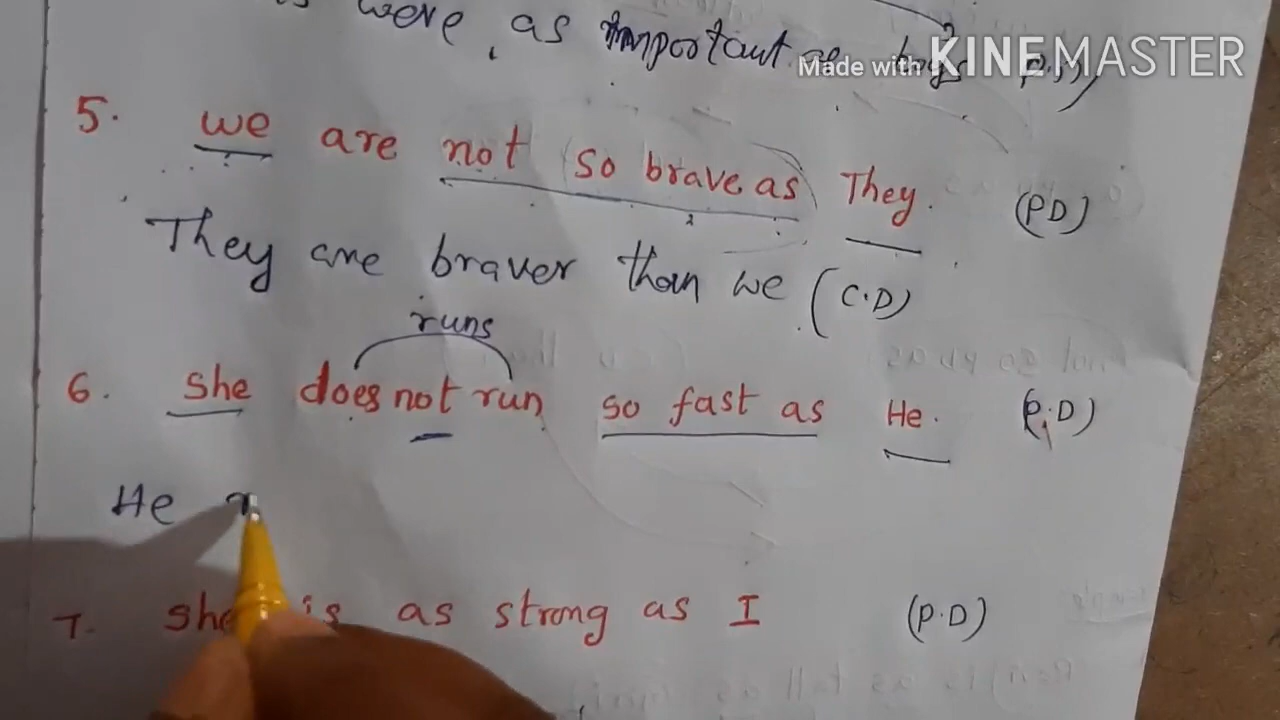 were as important as boys P.D)
Made with KINEMASTER
5. we are not so brave as They. (PD)
They are braver than we (C.D)
runs
6. she does not run so fast as He. (P.D)
He r
7. she is as strong as I (P.D)